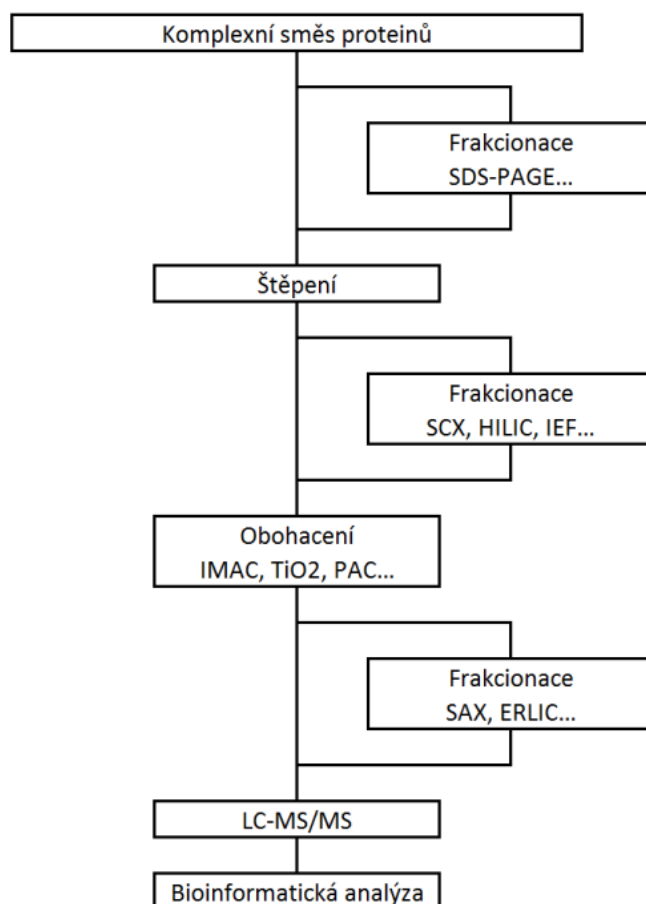 Komplexní směs proteinů
Frakcionace
SDS-PAGE...
Štěpení
Frakcionace
SCX, HILIC, IEF...
Obohacení
IMAC, TiO2, PAC...
Frakcionace
SAX, ERLIC...
LC-MS/MS
Bioinformatická analýza